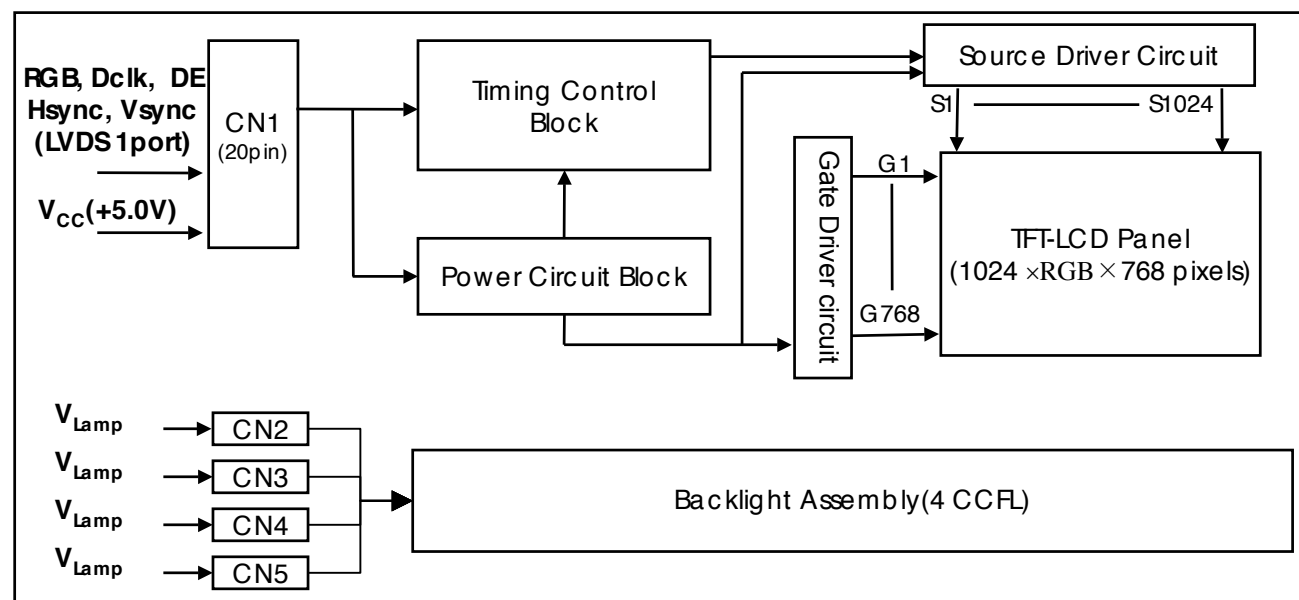 RGB, Dclk, DE
Hsync, Vsync
(LVDS 1port)
VCC(+5.0V)
CN1
(20pin)
Timing Control
Block
Power Circuit Block
Source Driver Circuit
S1
S1024
Gate Driver circuit
G1
G768
TFT-LCD Panel
(1024 ×RGB×768 pixels)
VLamp
CN2
VLamp
CN3
VLamp
CN4
VLamp
CN5
Backlight Assembly(4 CCFL)